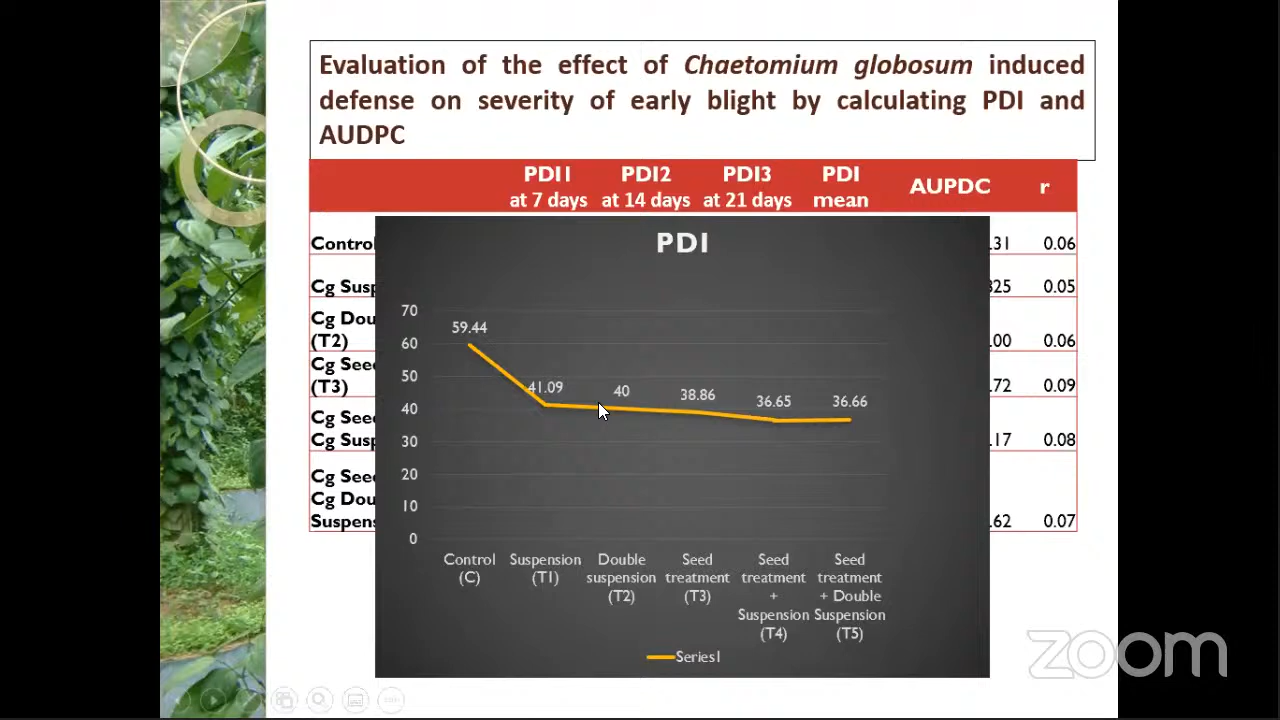 Evaluation of the effect of Chaetomium globosum induced
defense on severity of early blight by calculating PDI and
AUDPC
PDI1 PDI2 PDI3 PDI AUPDC r
at 7 days at 14 days at 21 days mean
Control .31 0.06
Cg Susp 325 0.05
Cg Dou
(T2) .00 0.06
Cg See
(T3) .72 0.09
Cg See
Cg Susp .17 0.08
Cg See
Cg Dou
Suspens .62 0.07
PDI
70
60
50
40
30
20
10
0
59.44
41.09
40
38.86
36.65
36.66
Control
(C)
Suspension
(T1)
Double
suspension
(T2)
Seed
treatment
(T3)
Seed
treatment
+
Suspension
(T4)
Seed
treatment
+ Double
Suspension
(T5)
Series1
zoom